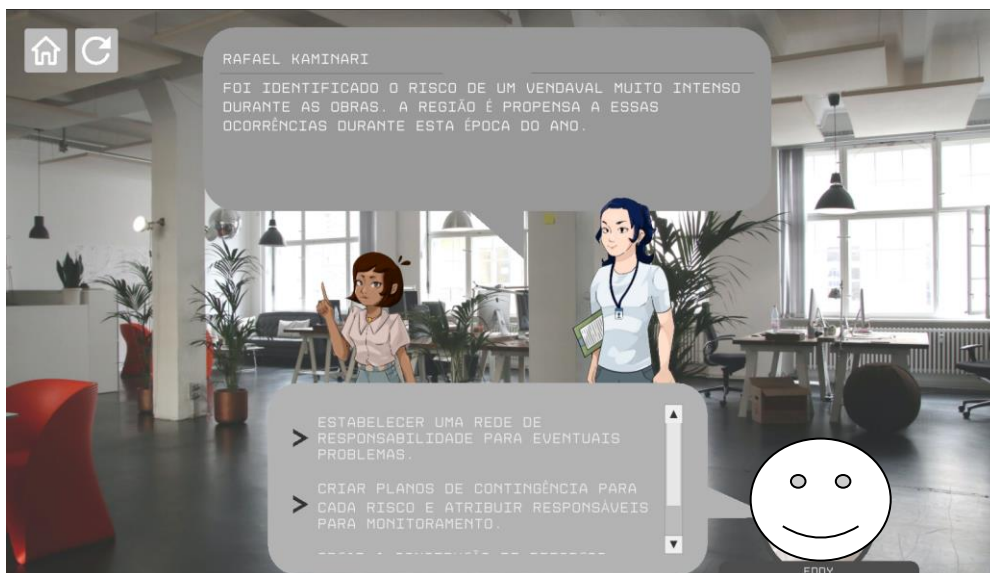 RAFAEL KAMINARI
FOI IDENTIFICADO O RISCO DE UM VENDAVAL MUITO INTENSO
DURANTE AS OBRAS. A REGIÃO É PROPENSA A ESSAS
OCORRÊNCIAS DURANTE ESTA ÉPOCA DO ANO.
> ESTABELECER UMA REDE DE
RESPONSABILIDADE PARA EVENTUAIS
PROBLEMAS.
> CRIAR PLANOS DE CONTINGÊNCIA PARA
CADA RISCO E ATRIBUIR RESPONSÁVEIS
PARA MONITORAMENTO.